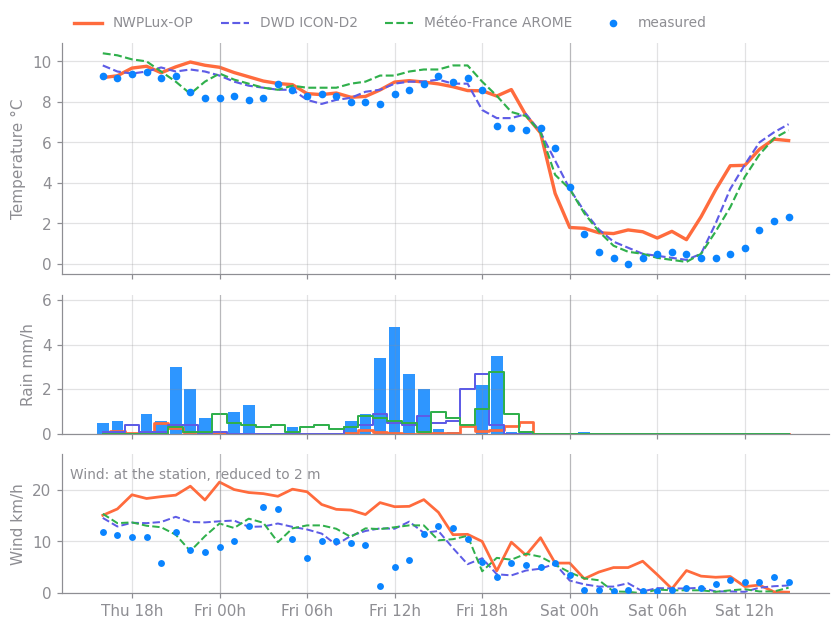 NWPLux-OP DWD ICON-D2 Météo-France AROME measured
Temperature °C
10
8
6
4
2
0
Rain mm/h
6
4
2
0
Wind km/h
Wind: at the station, reduced to 2 m
20
10
0
Thu 18h Fri 00h Fri 06h Fri 12h Fri 18h Sat 00h Sat 06h Sat 12h